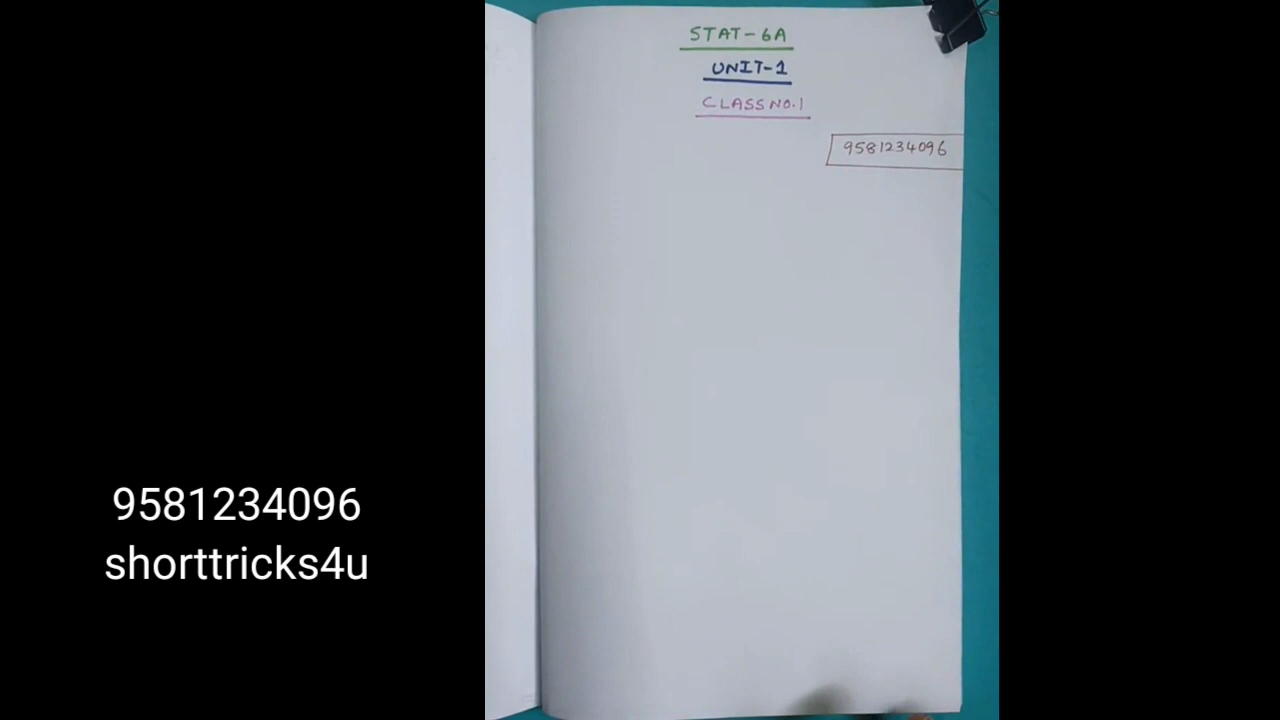 STAT-6A
UNIT-1
CLASS NO.1
9581234096
9581234096
shorttricks4u